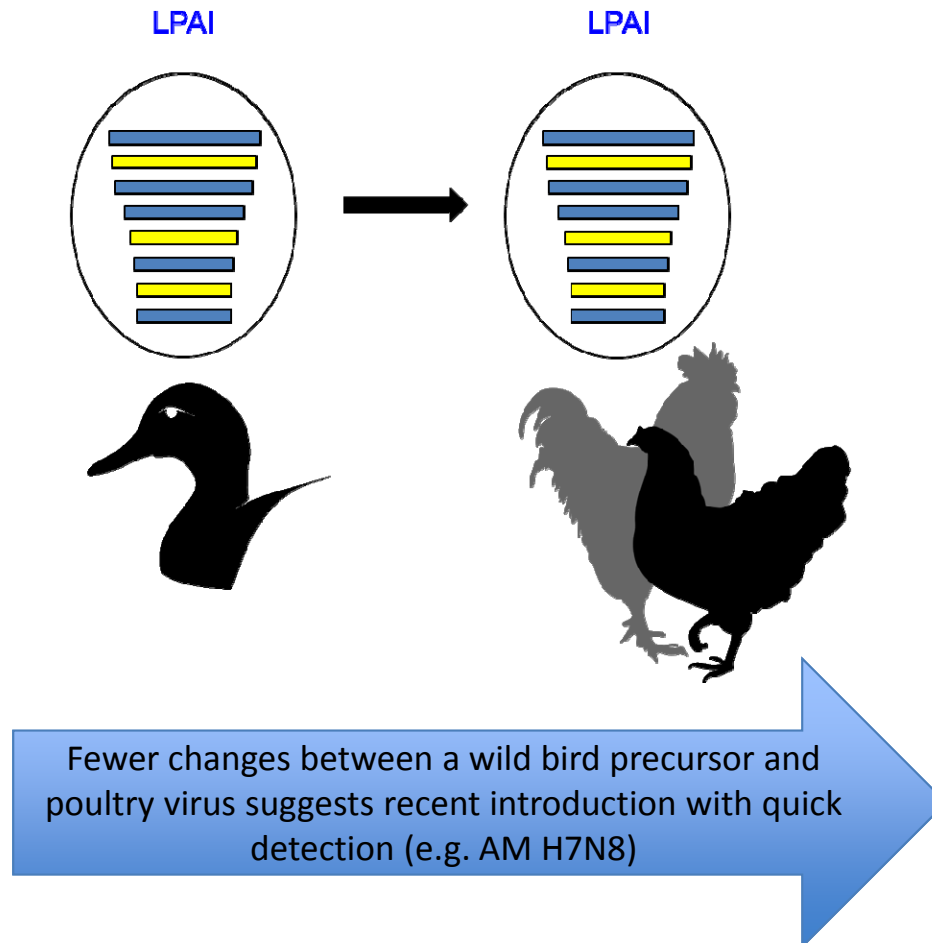 LPAI LPAI
Fewer changes between a wild bird precursor and
poultry virus suggests recent introduction with quick
detection (e.g. AM H7N8)